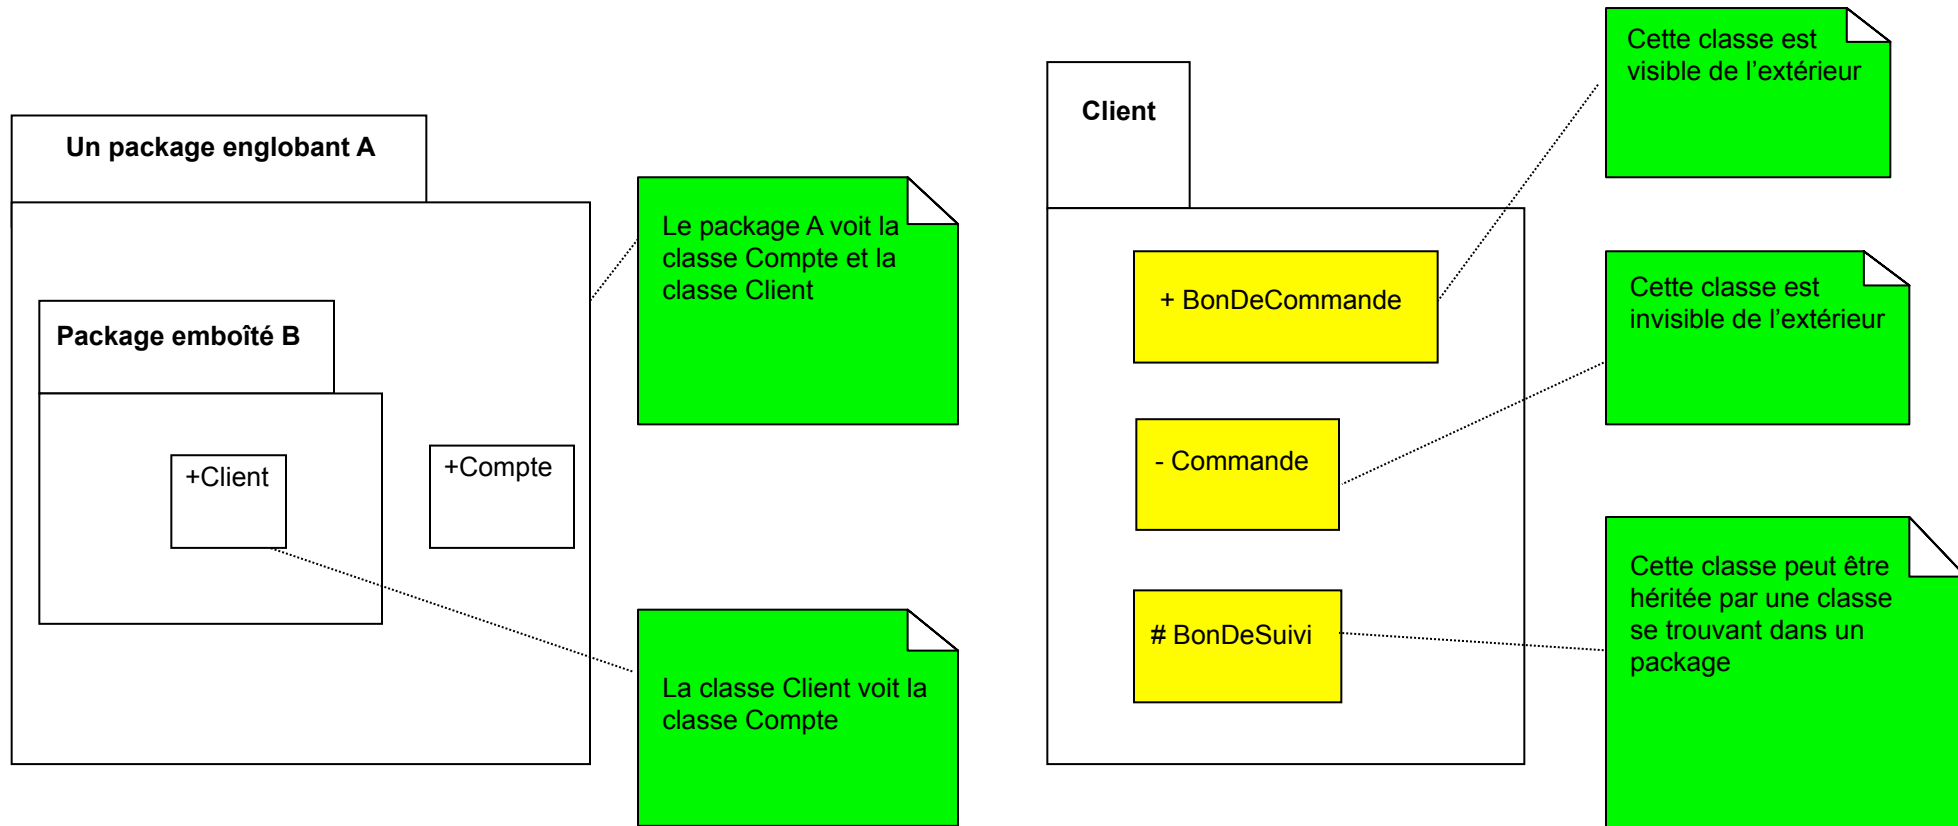 Un package englobant A
Package emboîté B
+Client
+Compte
Le package A voit la
classe Compte et la
classe Client
La classe Client voit la
classe Compte
Client
+ BonDeCommande
- Commande
# BonDeSuivi
Cette classe est
visible de l’extérieur
Cette classe est
invisible de l’extérieur
Cette classe peut être
héritée par une classe
se trouvant dans un
package